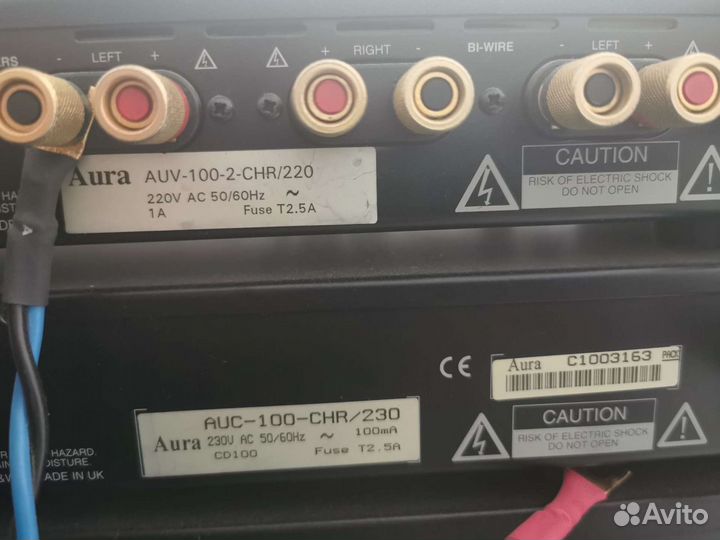 ERS - LEFT + + RIGHT - BI-WIRE - LEFT +
Aura AUV-100-2-CHR/220
220V AC 50/60Hz ~
1A Fuse T2.5A
CAUTION
RISK OF ELECTRIC SHOCK
DO NOT OPEN
CE
Aura C1003163 PACK
AUC-100-CHR/230
Aura 230V AC 50/60Hz ~ 100mA
CD100 Fuse T2.5A
CAUTION
RISK OF ELECTRIC SHOCK
DO NOT OPEN
HAZARD.
MADE IN UK
Avito